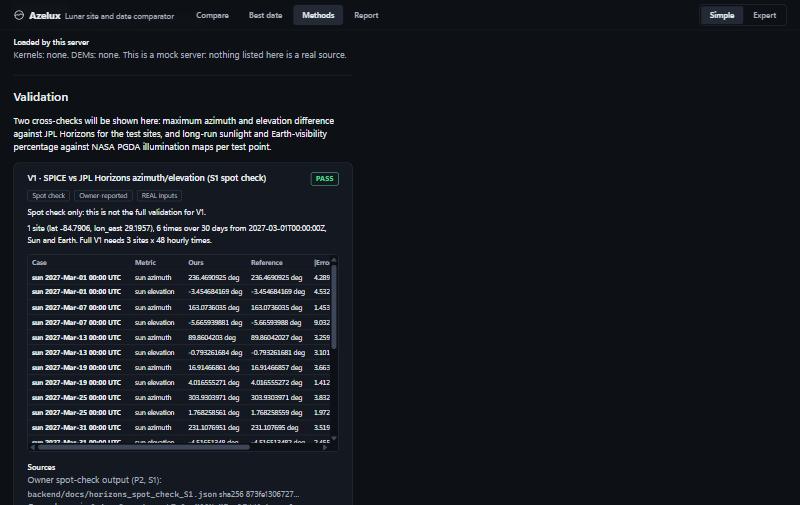 Azelux Lunar site and date comparator Compare Best date Methods Report Simple Expert
Loaded by this server
Kernels: none. DEMs: none. This is a mock server: nothing listed here is a real source.
Validation
Two cross-checks will be shown here: maximum azimuth and elevation difference
against JPL Horizons for the test sites, and long-run sunlight and Earth-visibility
percentage against NASA PGDA illumination maps per test point.
V1 · SPICE vs JPL Horizons azimuth/elevation (S1 spot check) PASS
Spot check Owner-reported REAL inputs
Spot check only: this is not the full validation for V1.
1 site (lat -84.7906, lon_east 29.1957), 6 times over 30 days from 2027-03-01T00:00:00Z,
Sun and Earth. Full V1 needs 3 sites x 48 hourly times.
Case Metric Ours Reference |Erro
sun 2027-Mar-01 00:00 UTC sun azimuth 236.4690925 deg 236.4690925 deg 4.289
sun 2027-Mar-01 00:00 UTC sun elevation -3.454684169 deg -3.454684169 deg 4.532
sun 2027-Mar-07 00:00 UTC sun azimuth 163.0736035 deg 163.0736035 deg 1.453
sun 2027-Mar-07 00:00 UTC sun elevation -5.665939881 deg -5.66593988 deg 9.032
sun 2027-Mar-13 00:00 UTC sun azimuth 89.8604203 deg 89.86042027 deg 3.259
sun 2027-Mar-13 00:00 UTC sun elevation -0.793261684 deg -0.793261681 deg 3.101
sun 2027-Mar-19 00:00 UTC sun azimuth 16.91466861 deg 16.91466857 deg 3.663
sun 2027-Mar-19 00:00 UTC sun elevation 4.016555271 deg 4.016555272 deg 1.412
sun 2027-Mar-25 00:00 UTC sun azimuth 303.9303971 deg 303.9303971 deg 3.832
sun 2027-Mar-25 00:00 UTC sun elevation 1.768258561 deg 1.768258559 deg 1.972
sun 2027-Mar-31 00:00 UTC sun azimuth 231.1076951 deg 231.107695 deg 3.519
sun 2027-Mar-31 00:00 UTC sun elevation
Sources
Owner spot-check output (P2, S1):
backend/docs/horizons_spot_check_S1.json sha256 873fe1306727...